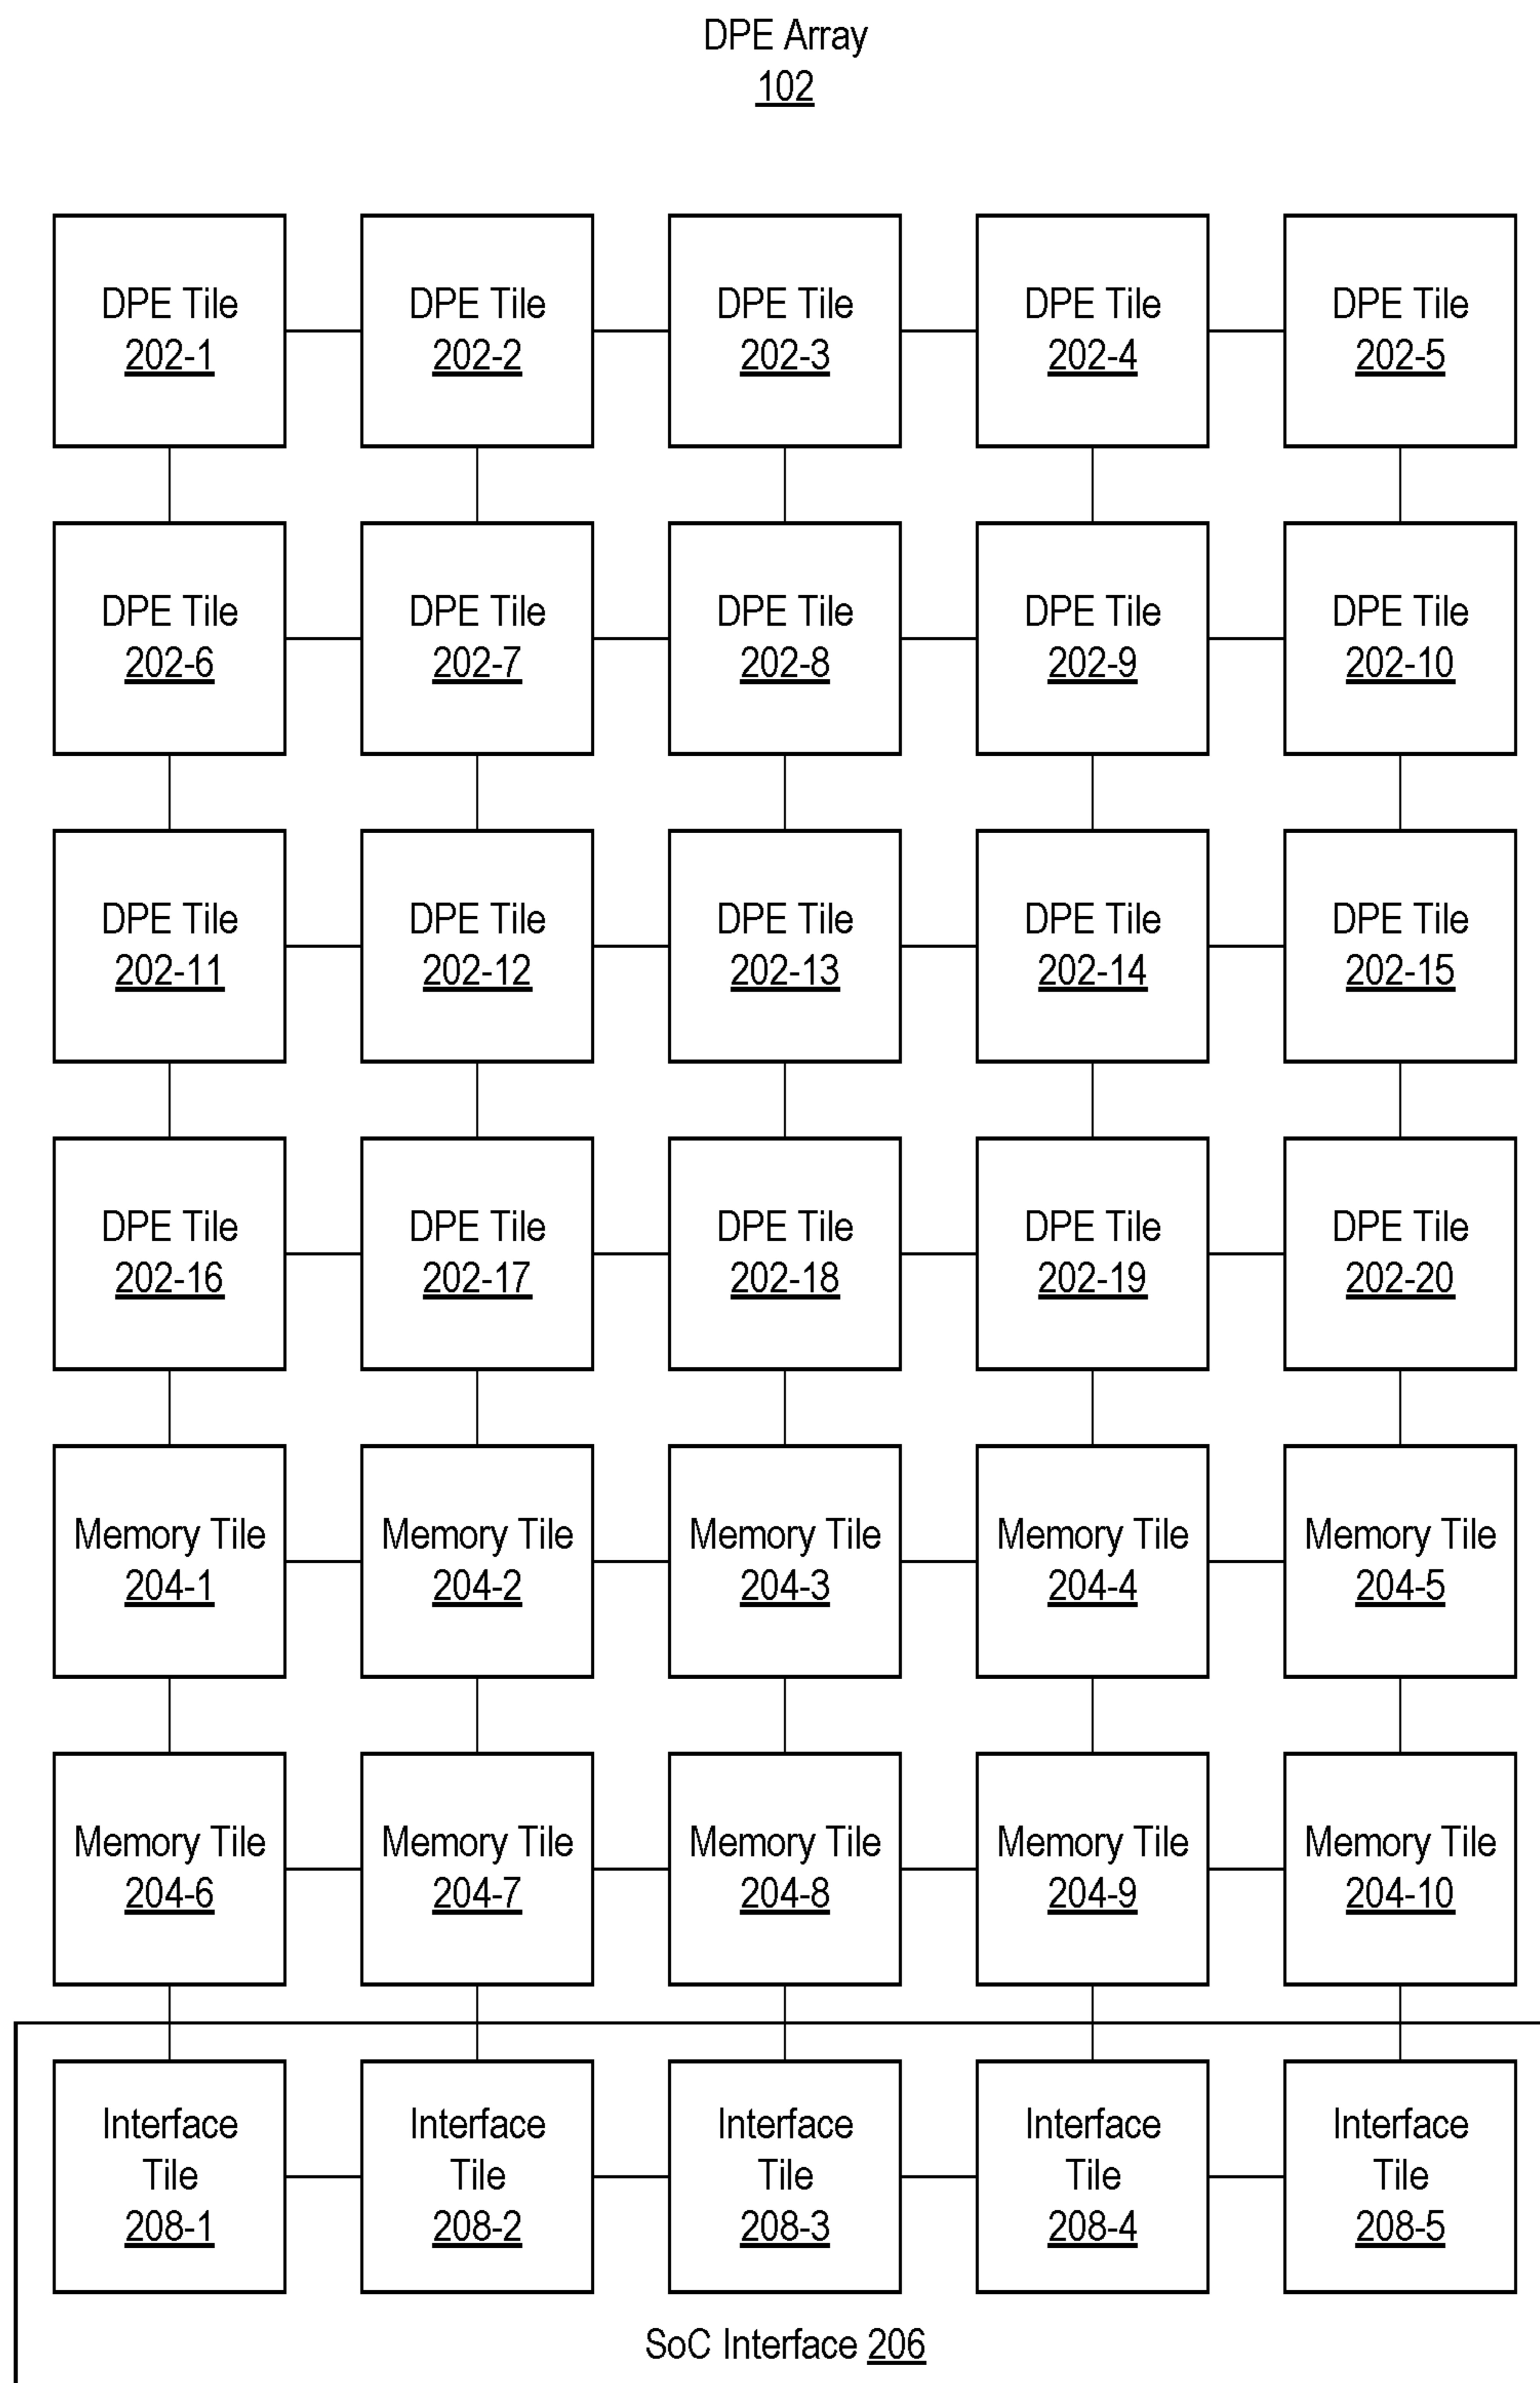 DPE Array
102
DPE Tile
202-1
DPE Tile
202-2
DPE Tile
202-3
DPE Tile
202-4
DPE Tile
202-5
DPE Tile
202-6
DPE Tile
202-7
DPE Tile
202-8
DPE Tile
202-9
DPE Tile
202-10
DPE Tile
202-11
DPE Tile
202-12
DPE Tile
202-13
DPE Tile
202-14
DPE Tile
202-15
DPE Tile
202-16
DPE Tile
202-17
DPE Tile
202-18
DPE Tile
202-19
DPE Tile
202-20
Memory Tile
204-1
Memory Tile
204-2
Memory Tile
204-3
Memory Tile
204-4
Memory Tile
204-5
Memory Tile
204-6
Memory Tile
204-7
Memory Tile
204-8
Memory Tile
204-9
Memory Tile
204-10
Interface
Tile
208-1
Interface
Tile
208-2
Interface
Tile
208-3
Interface
Tile
208-4
Interface
Tile
208-5
SoC Interface 206